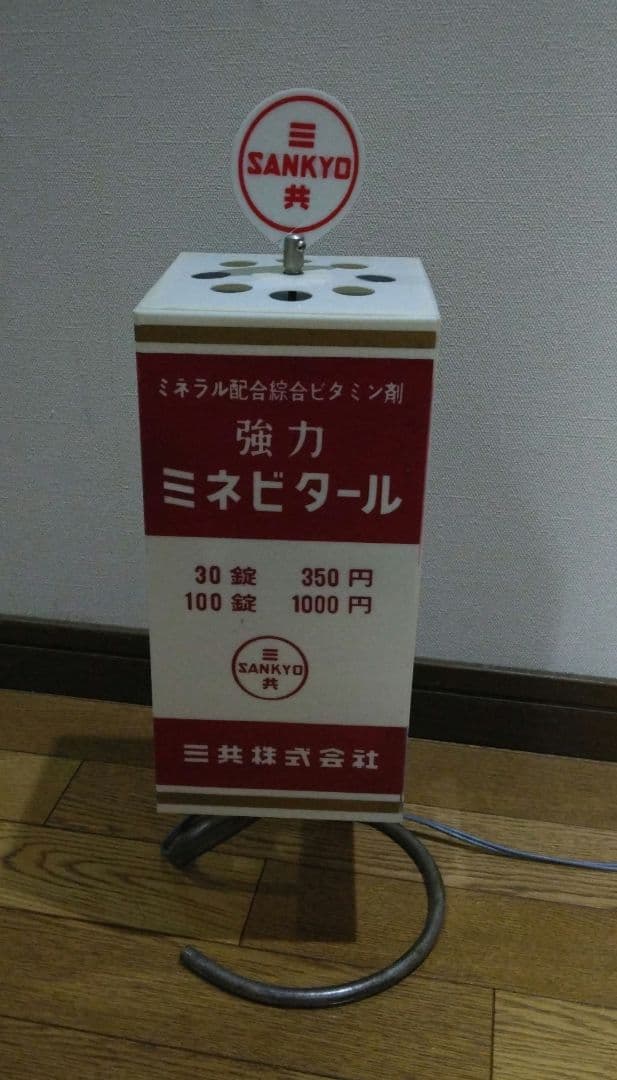 三
SANKYO
共
ミネラル配合綜合ビタミン剤
強力
ミネビタール
30 錠 350 円
100 錠 1000 円
三
SANKYO
共
三共株式会社